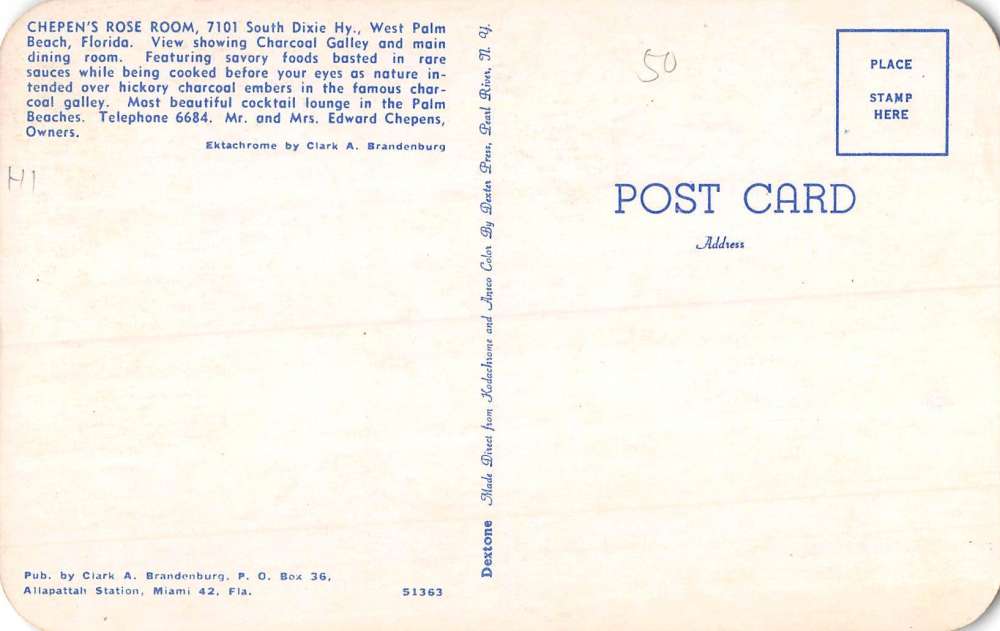 CHEPEN'S ROSE ROOM, 7101 South Dixie Hy., West Palm
Beach, Florida. View showing Charcoal Galley and main
dining room. Featuring savory foods basted in rare
sauces while being cooked before your eyes as nature in-
tended over hickory charcoal embers in the famous char-
coal galley. Most beautiful cocktail lounge in the Palm
Beaches. Telephone 6684. Mr. and Mrs. Edward Chepens,
Owners.
Ektachrome by Clark A. Brandenburg
H1
Pub. by Clark A. Brandenburg, P. O. Box 36,
Allapattah Station, Miami 42, Fla.
51363
Dextone Made Direct from Kodachrome and Ansco Color By Dexter Press, Pearl River, N. Y.
50
PLACE
STAMP
HERE
POST CARD
Address